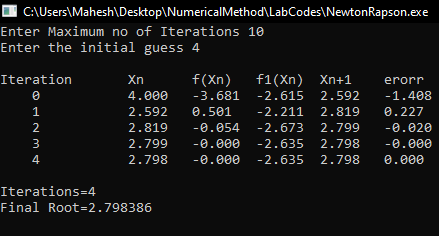 C:\Users\Mahesh\Desktop\NumericalMethod\LabCodes\NewtonRapson.exe
Enter Maximum no of Iterations 10
Enter the initial guess 4
Iteration Xn f(Xn) f1(Xn) Xn+1 erorr
0 4.000 -3.681 -2.615 2.592 -1.408
1 2.592 0.501 -2.211 2.819 0.227
2 2.819 -0.054 -2.673 2.799 -0.020
3 2.799 -0.000 -2.635 2.798 -0.000
4 2.798 -0.000 -2.635 2.798 0.000
Iterations=4
Final Root=2.798386